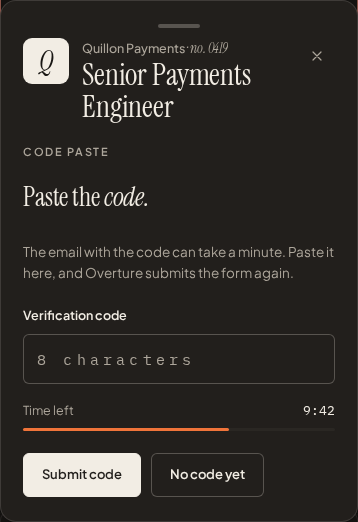 Q
Quillon Payments · no. 0419
Senior Payments
Engineer
CODE PASTE
Paste the code.
The email with the code can take a minute. Paste it
here, and Overture submits the form again.
Verification code
8 characters
Time left 9:42
Submit code No code yet